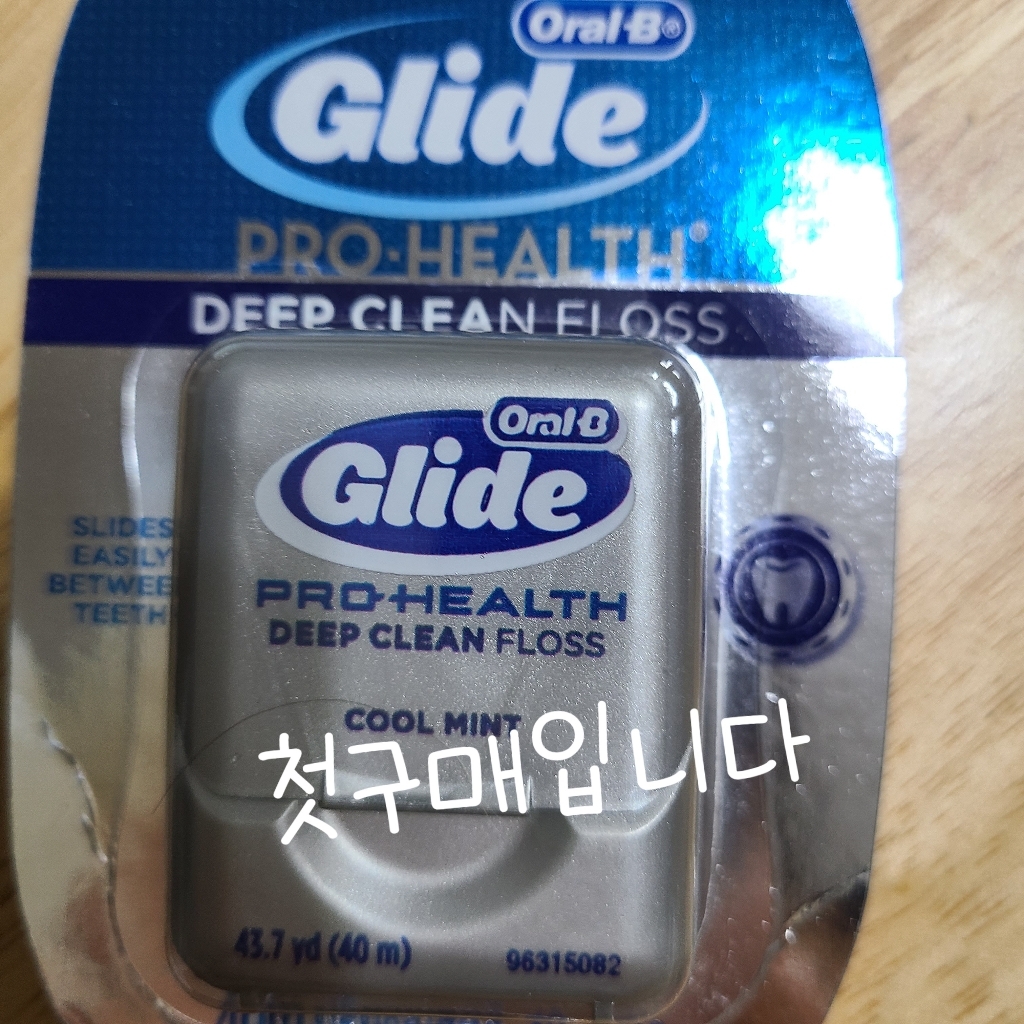 Oral-B®
Glide
PRO-HEALTH®
DEEP CLEAN FLOSS
Oral-B
Glide
PRO-HEALTH
DEEP CLEAN FLOSS
SLIDES
EASILY
BETWEE
TEETH
COOL MINT
첫구매입니다
43.7 yd (40 m)
96315082